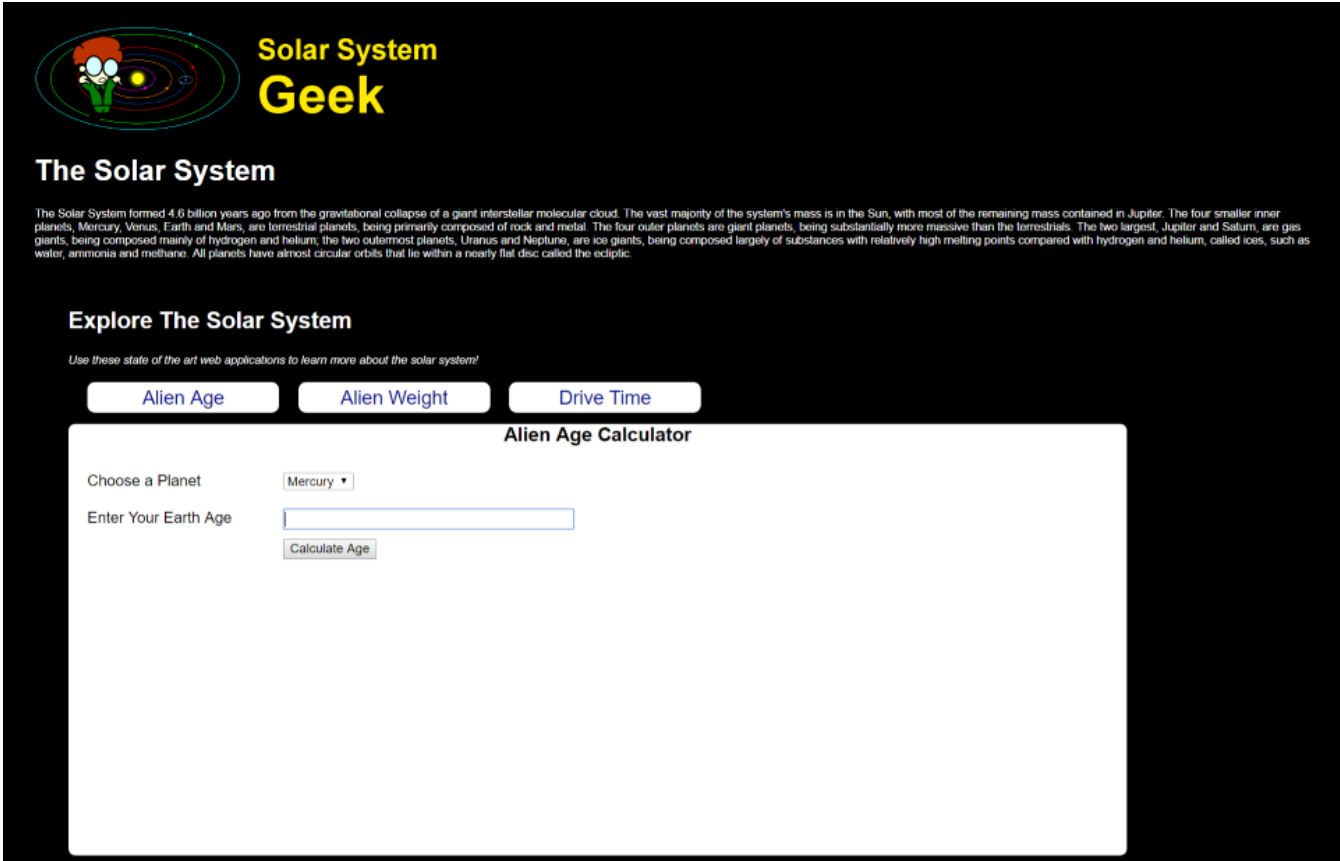 Solar System
Geek
The Solar System
The Solar System formed 4.6 billion years ago from the gravitational collapse of a giant interstellar molecular cloud. The vast majority of the system's mass is in the Sun, with most of the remaining mass contained in Jupiter. The four smaller inner
planets, Mercury, Venus, Earth and Mars, are terrestrial planets, being primarily composed of rock and metal. The four outer planets are giant planets, being substantially more massive than the terrestrials. The two largest, Jupiter and Saturn, are gas
giants, being composed mainly of hydrogen and helium; the two outermost planets, Uranus and Neptune, are ice giants, being composed largely of substances with relatively high melting points compared with hydrogen and helium, called ices, such as
water, ammonia and methane. All planets have almost circular orbits that lie within a nearly flat disc called the ecliptic.
Explore The Solar System
Use these state of the art web applications to learn more about the solar system!
Alien Age Alien Weight Drive Time
Alien Age Calculator
Choose a Planet Mercury
Enter Your Earth Age
Calculate Age